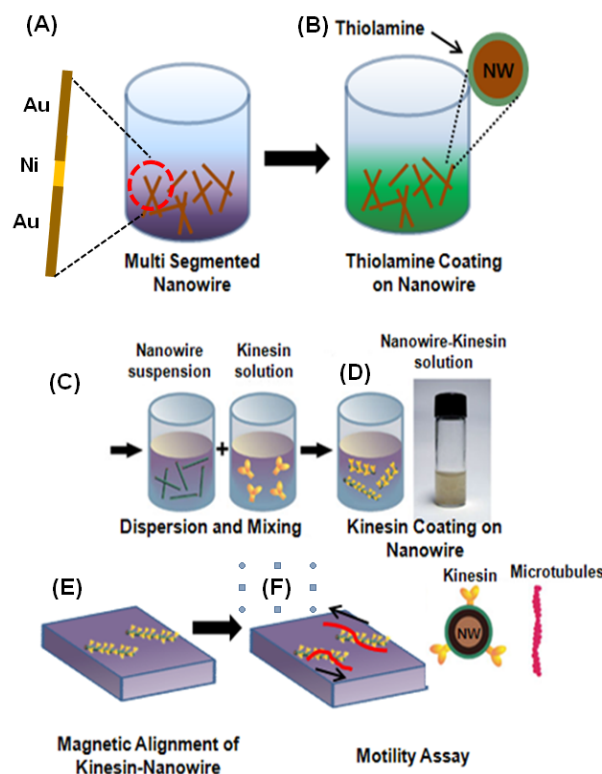 (A)
(B)
Thiolamine
NW
Au
Ni
Au
Multi Segmented
Nanowire
Thiolamine Coating
on Nanowire
Nanowire
suspension
Kinesin
solution
Nanowire-Kinesin
solution
(C)
(D)
+
Dispersion and Mixing
Kinesin Coating on
Nanowire
(E)
(F)
Kinesin
Microtubules
NW
Magnetic Alignment of
Kinesin-Nanowire
Motility Assay